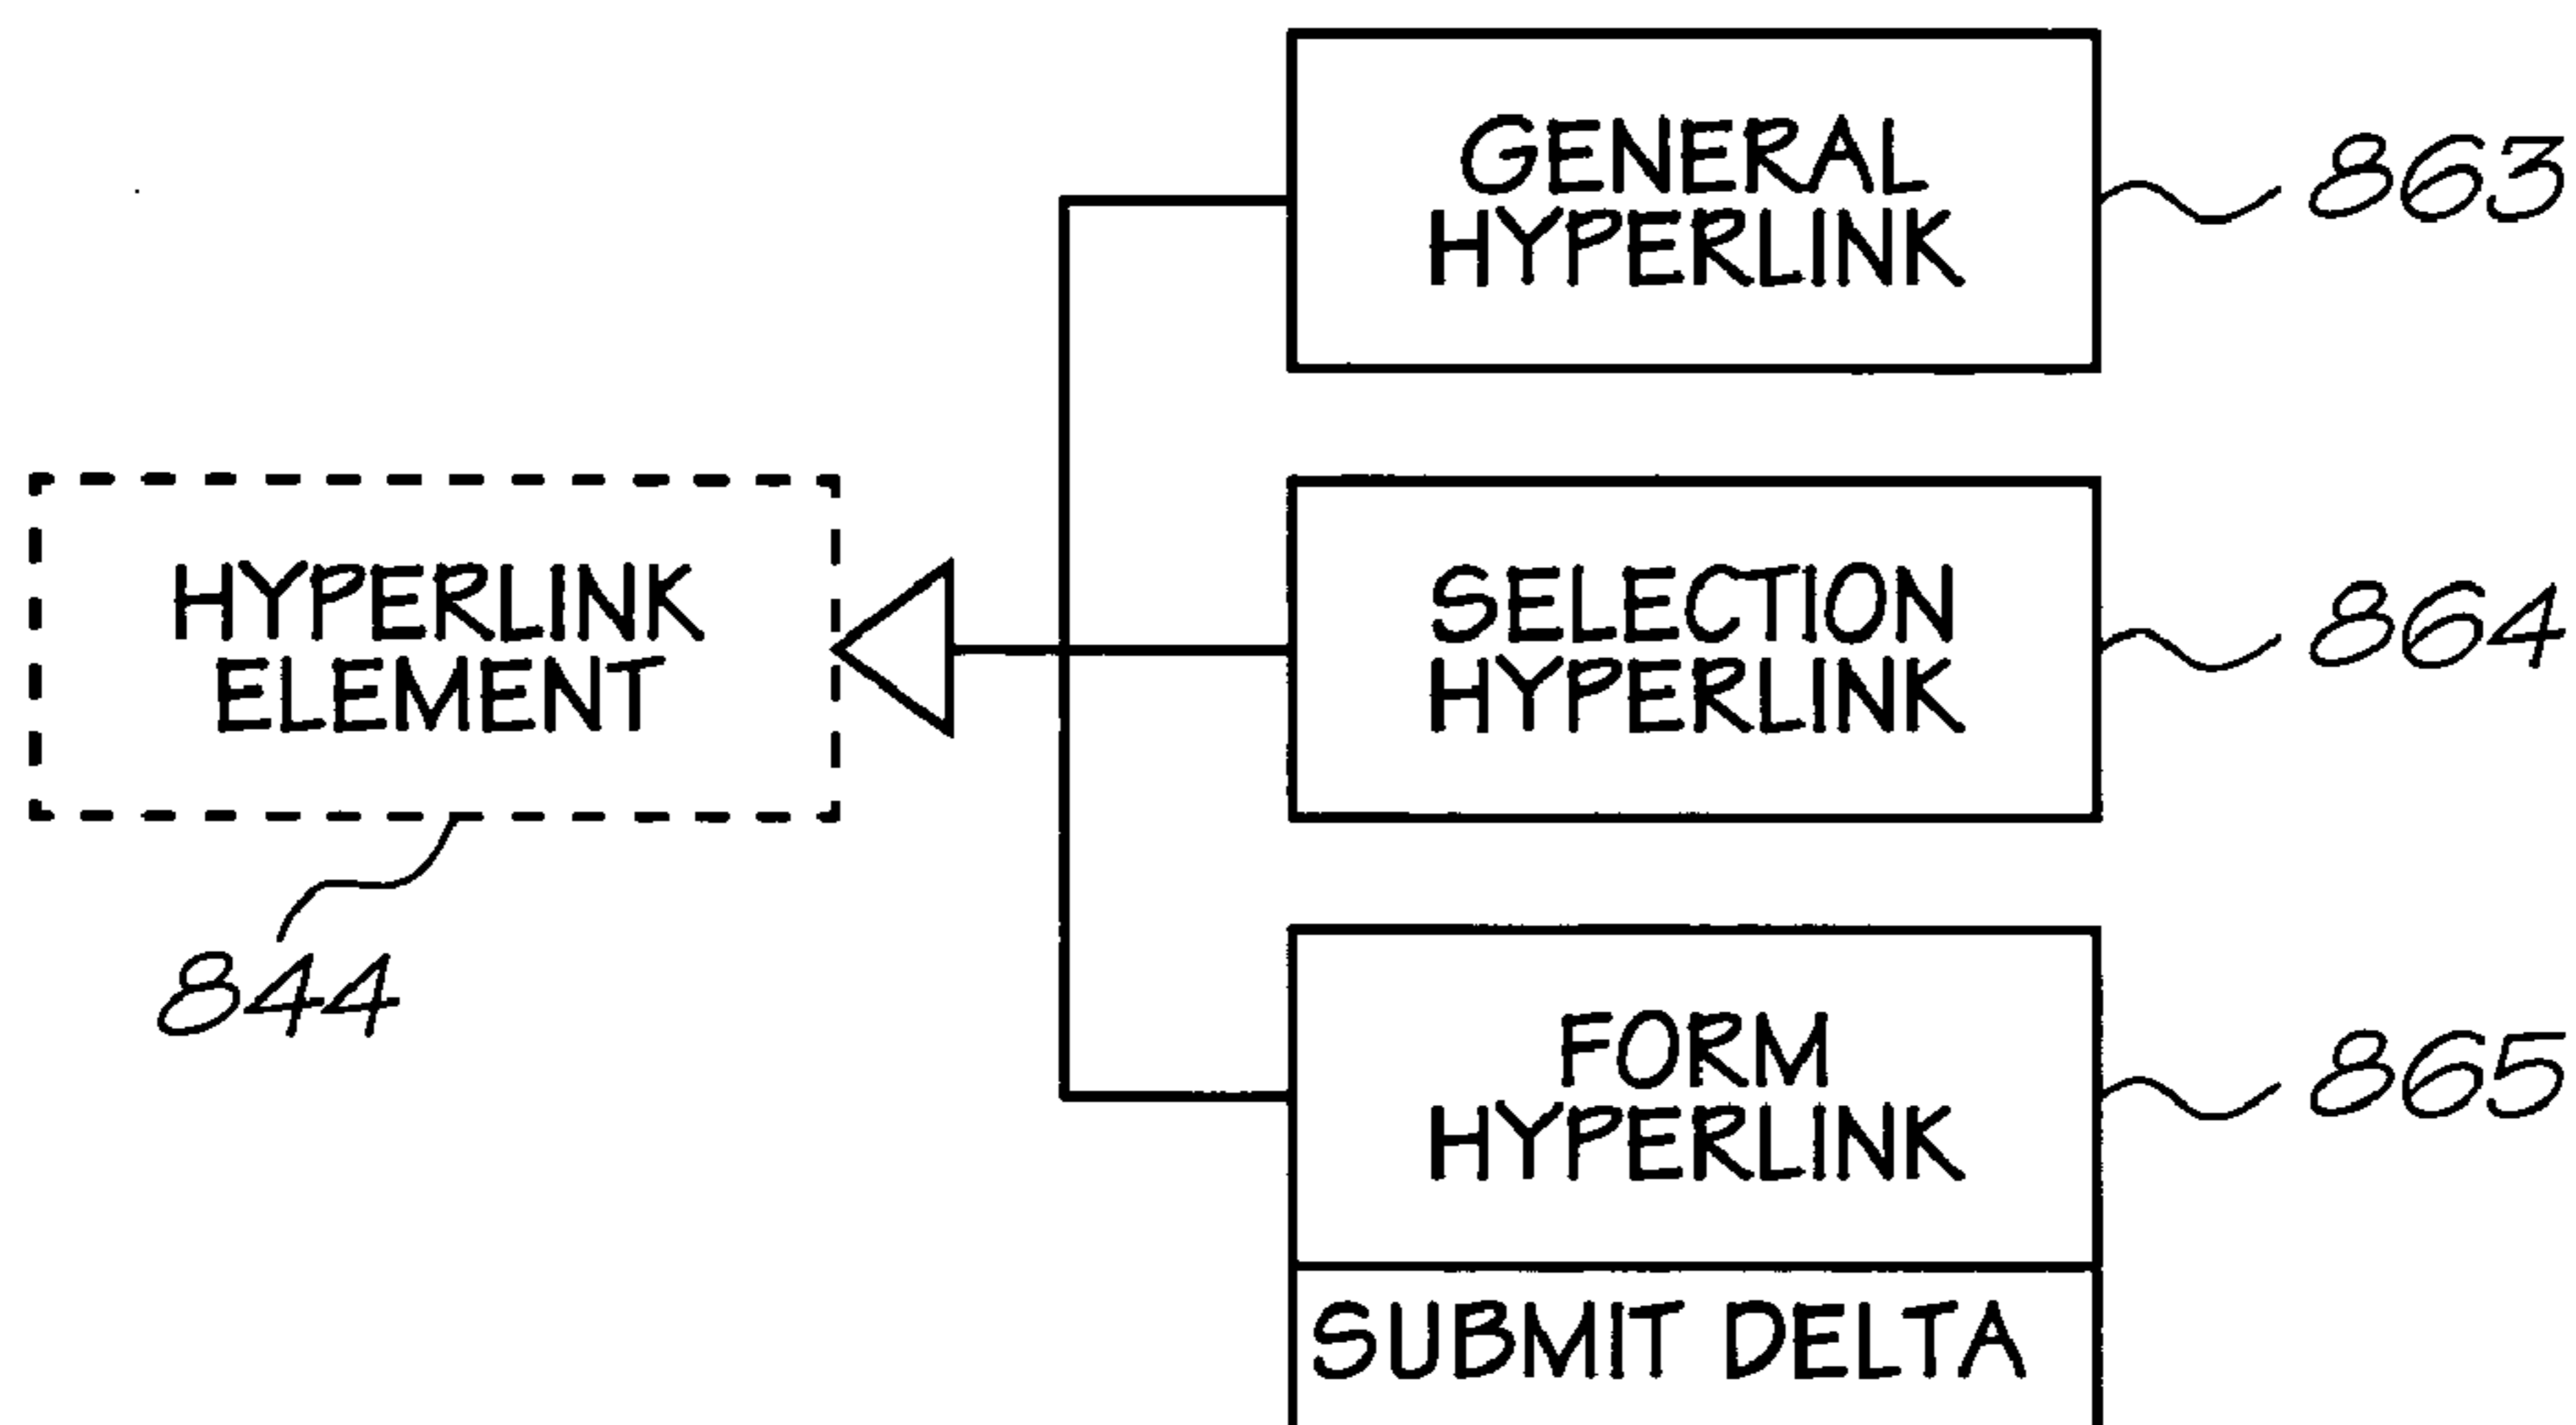 GENERAL
HYPERLINK
863
HYPERLINK
ELEMENT
844
SELECTION
HYPERLINK
864
FORM
HYPERLINK
865
SUBMIT DELTA